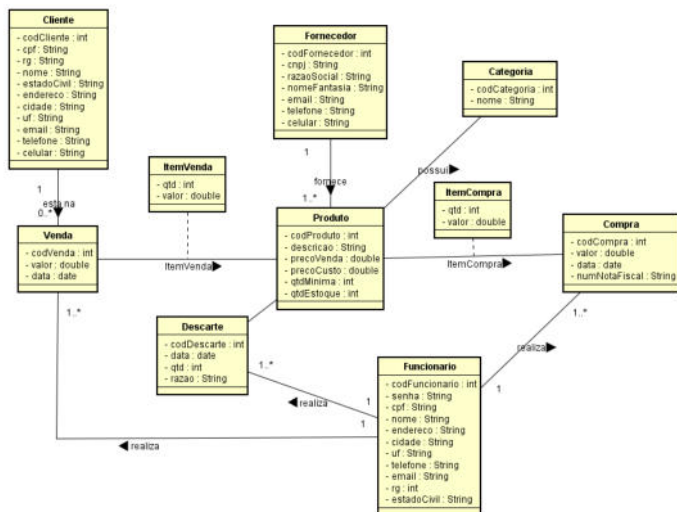 Cliente
- codCliente : int
- cpf : String
- rg : String
- nome : String
- estadoCivil : String
- endereco : String
- cidade : String
- uf : String
- email : String
- telefone : String
- celular : String
Fornecedor
- codFornecedor : int
- cnpj : String
- razaoSocial : String
- nomeFantasia : String
- email : String
- telefone : String
- celular : String
Categoria
- codCategoria : int
- nome : String
1
esta na
0..*
ItemVenda
- qtd : int
- valor : double
1
fornece
1..*
possui
ItemCompra
- qtd : int
- valor : double
Venda
- codVenda : int
- valor : double
- data : date
ItemVenda
Produto
- codProduto : int
- descricao : String
- precoVenda : double
- precoCusto : double
- qtdMinima : int
- qtdEstoque : int
ItemCompra
Compra
- codCompra : int
- valor : double
- data : date
- numNotaFiscal : String
1..*
1..*
Descarte
- codDescarte : int
- data : date
- qtd : int
- razao : String
1..*
realiza
1
realiza
1
1
realiza
Funcionario
- codFuncionario : int
- senha : String
- cpf : String
- nome : String
- endereco : String
- cidade : String
- uf : String
- telefone : String
- email : String
- rg : int
- estadoCivil : String